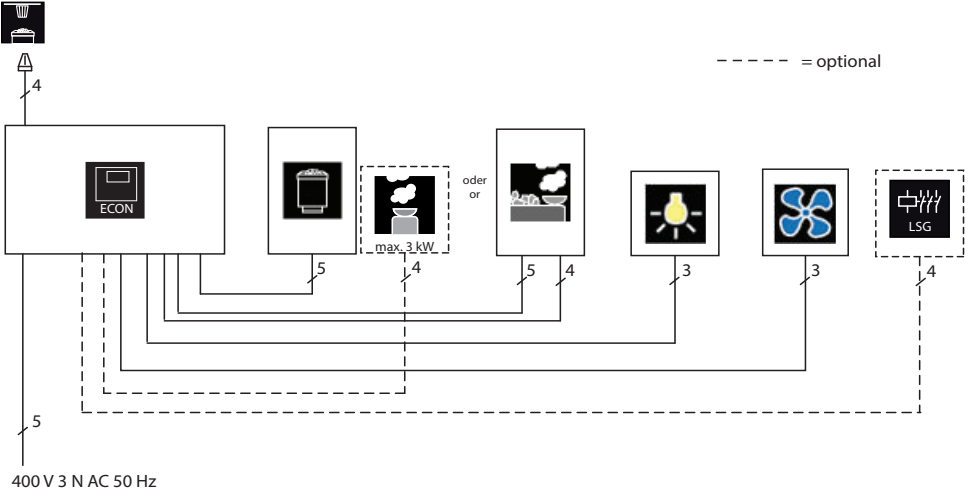 4
= optional
ECON
max. 3 kW
oder
or
LSG
5
4
5
4
3
3
4
5
400 V 3 N AC 50 Hz